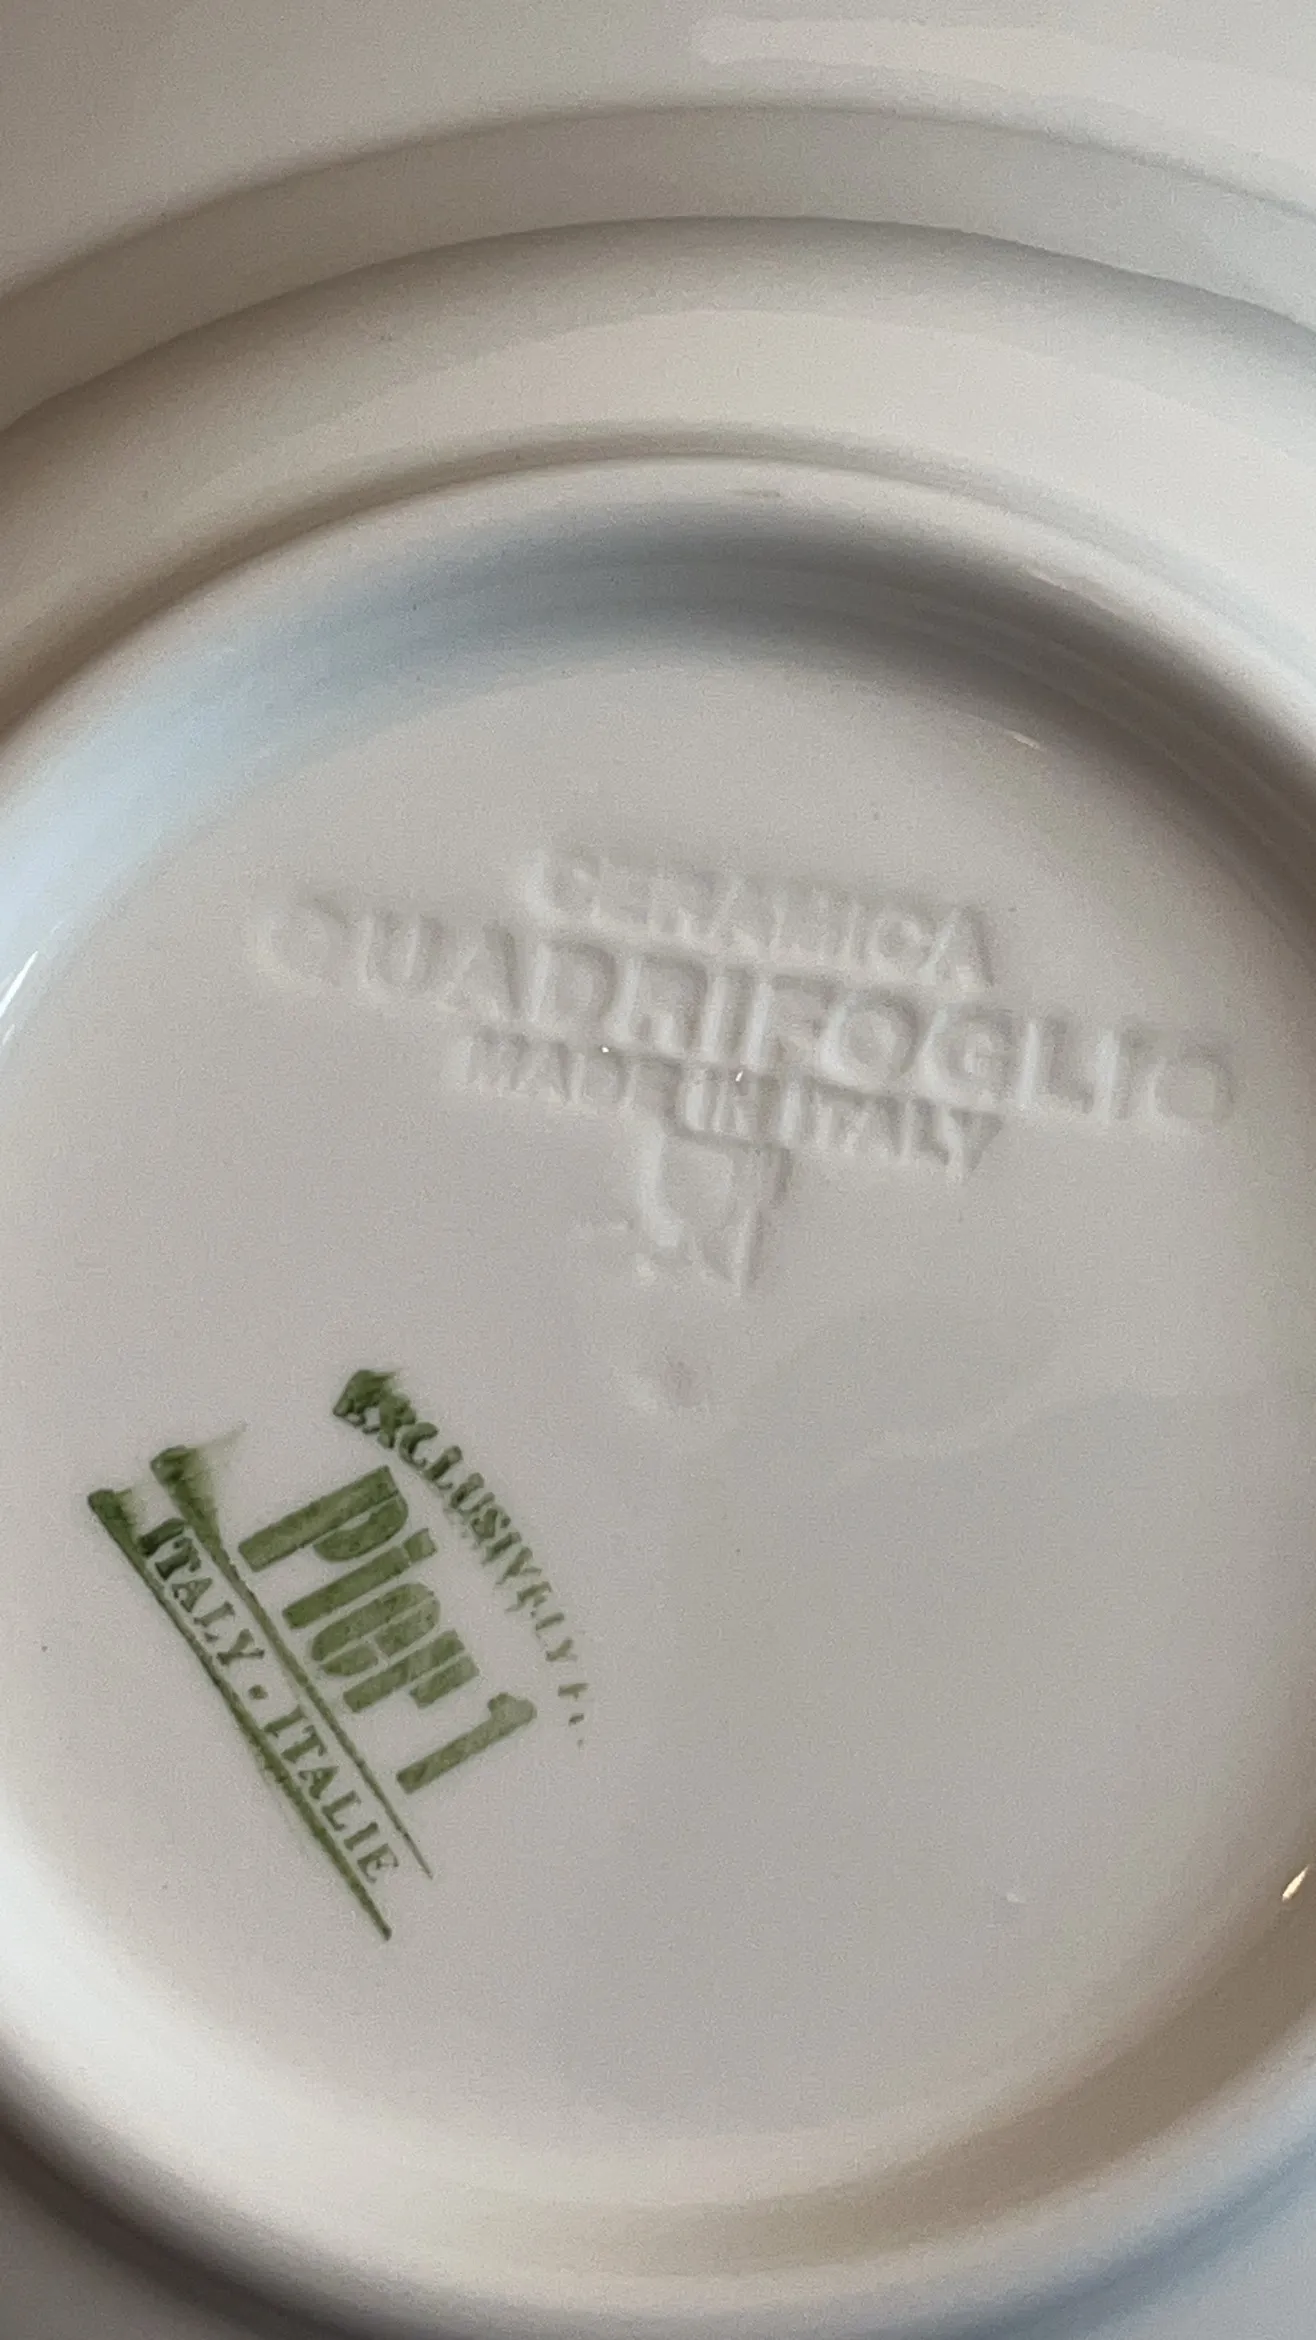 CERAMICA
QUADRIFOGLIO
MADE IN ITALY
EXCLUSIVELY
Pier 1
ITALY · ITALIE